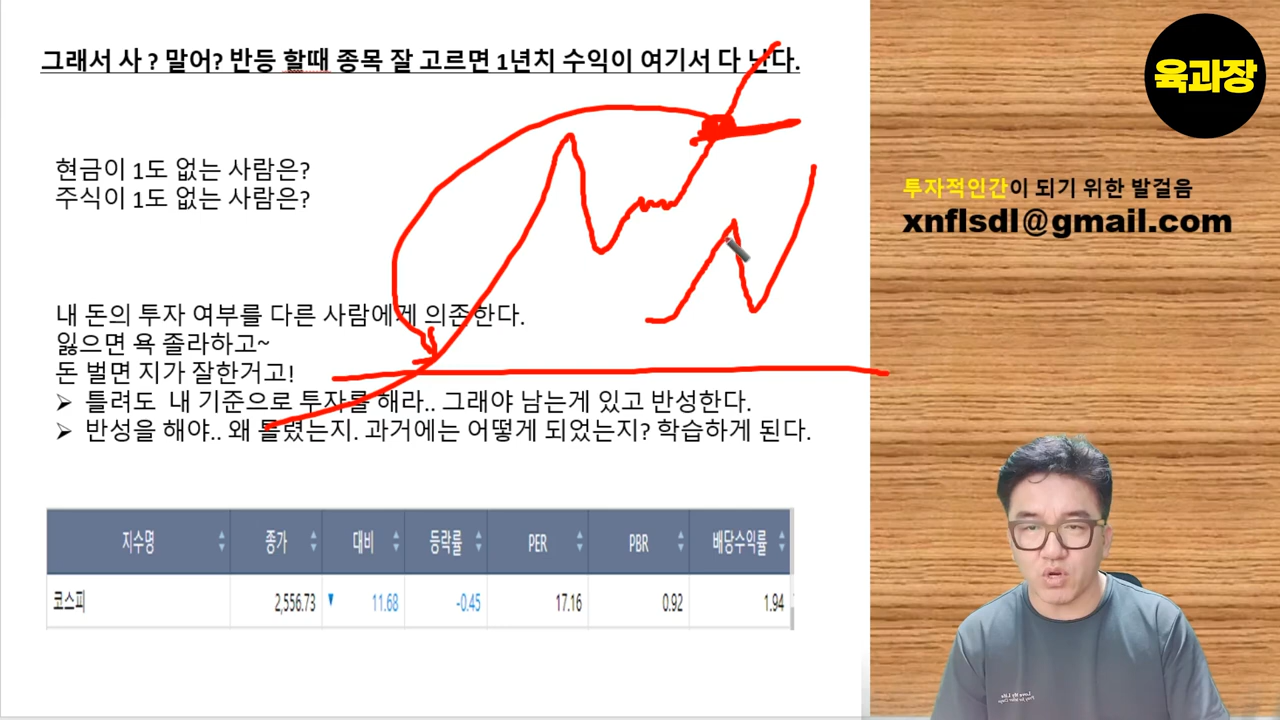 그래서 사 ? 말어? 반등 할때 종목 잘 고르면 1년치 수익이 여기서 다 난다.
육과장
현금이 1도 없는 사람은?
주식이 1도 없는 사람은?
투자적인간이 되기 위한 발걸음
xnflsdl@gmail.com
내 돈의 투자 여부를 다른 사람에게 의존한다.
잃으면 욕 졸라하고~
돈 벌면 지가 잘한거고!
➢ 틀려도 내 기준으로 투자를 해라.. 그래야 남는게 있고 반성한다.
➢ 반성을 해야.. 왜 틀렸는지. 과거에는 어떻게 되었는지? 학습하게 된다.
지수명 종가 대비 등락률 PER PBR 배당수익률
코스피 2,556.73 ▼ 11.68 -0.45 17.16 0.92 1.94